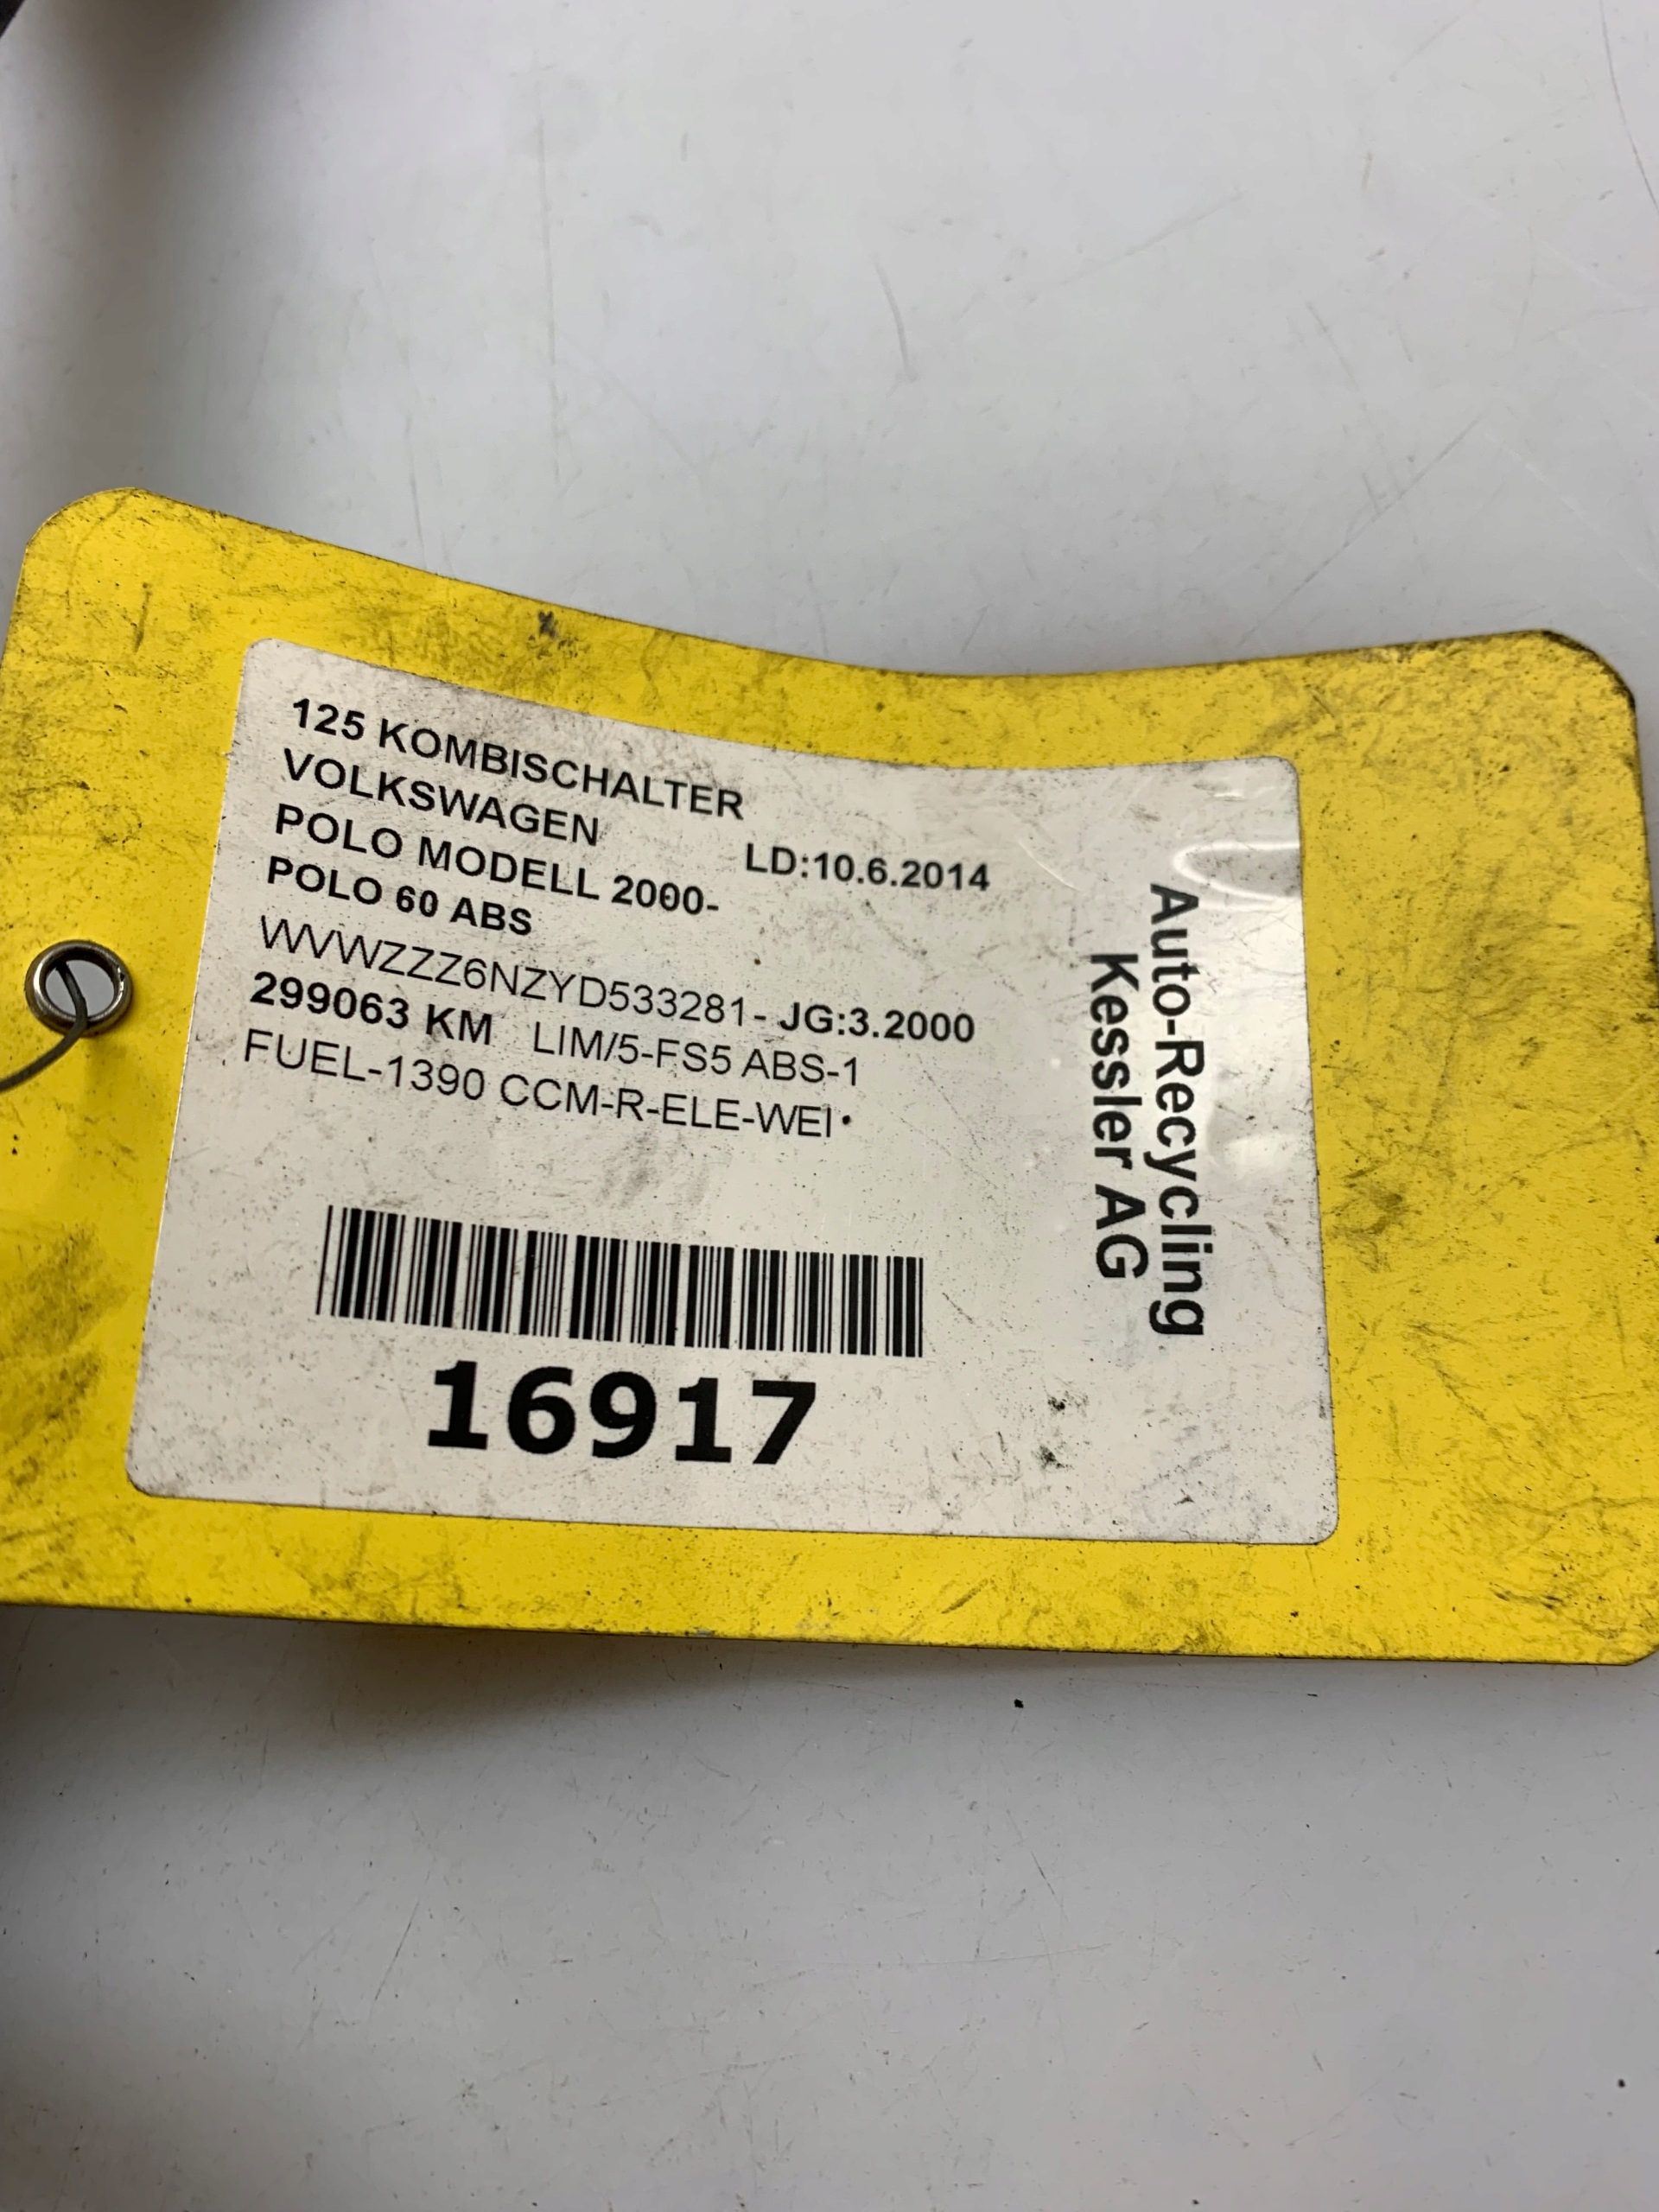 125 KOMBISCHALTER
VOLKSWAGEN
LD:10.6.2014
POLO MODELL 2000-
POLO 60 ABS
WVWZZZ6NZYD533281- JG:3.2000
299063 KM LIM/5-FS5 ABS-1
FUEL-1390 CCM-R-ELE-WEI•
16917
Auto-Recycling
Kessler AG